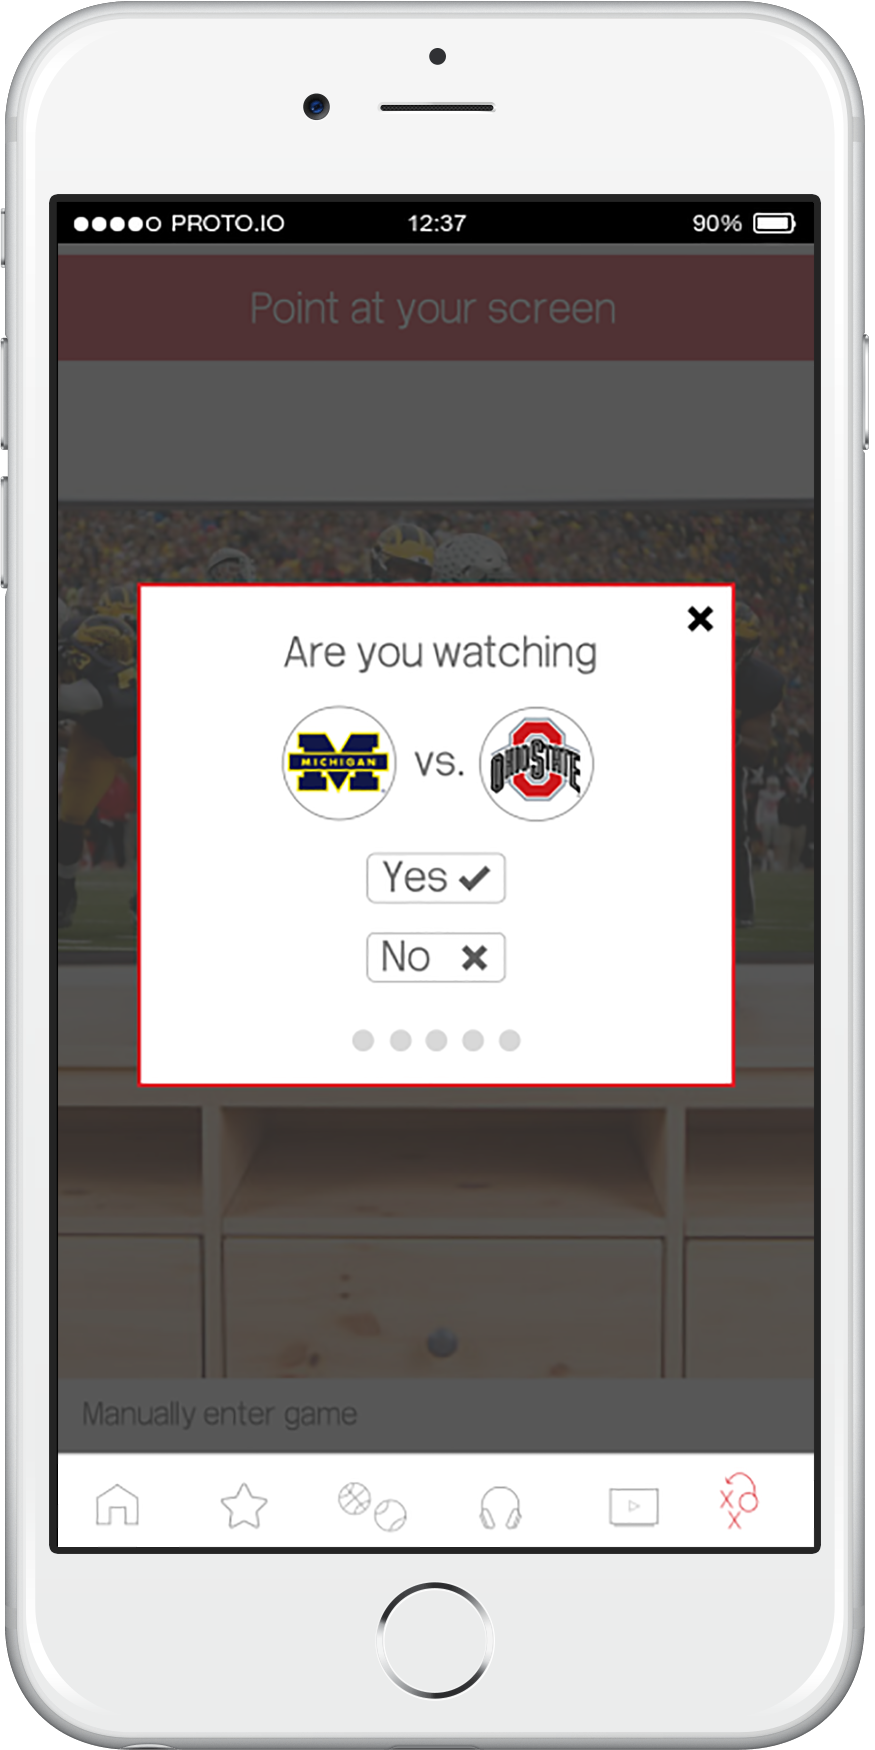 PROTO.IO 12:37 90%
Point at your screen
Are you watching
MICHIGAN vs. OHIO STATE
Yes
No
Manually enter game
X
X